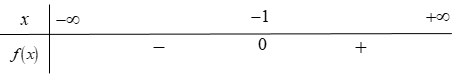 x −∞ −1 +∞
f(x) − 0 +